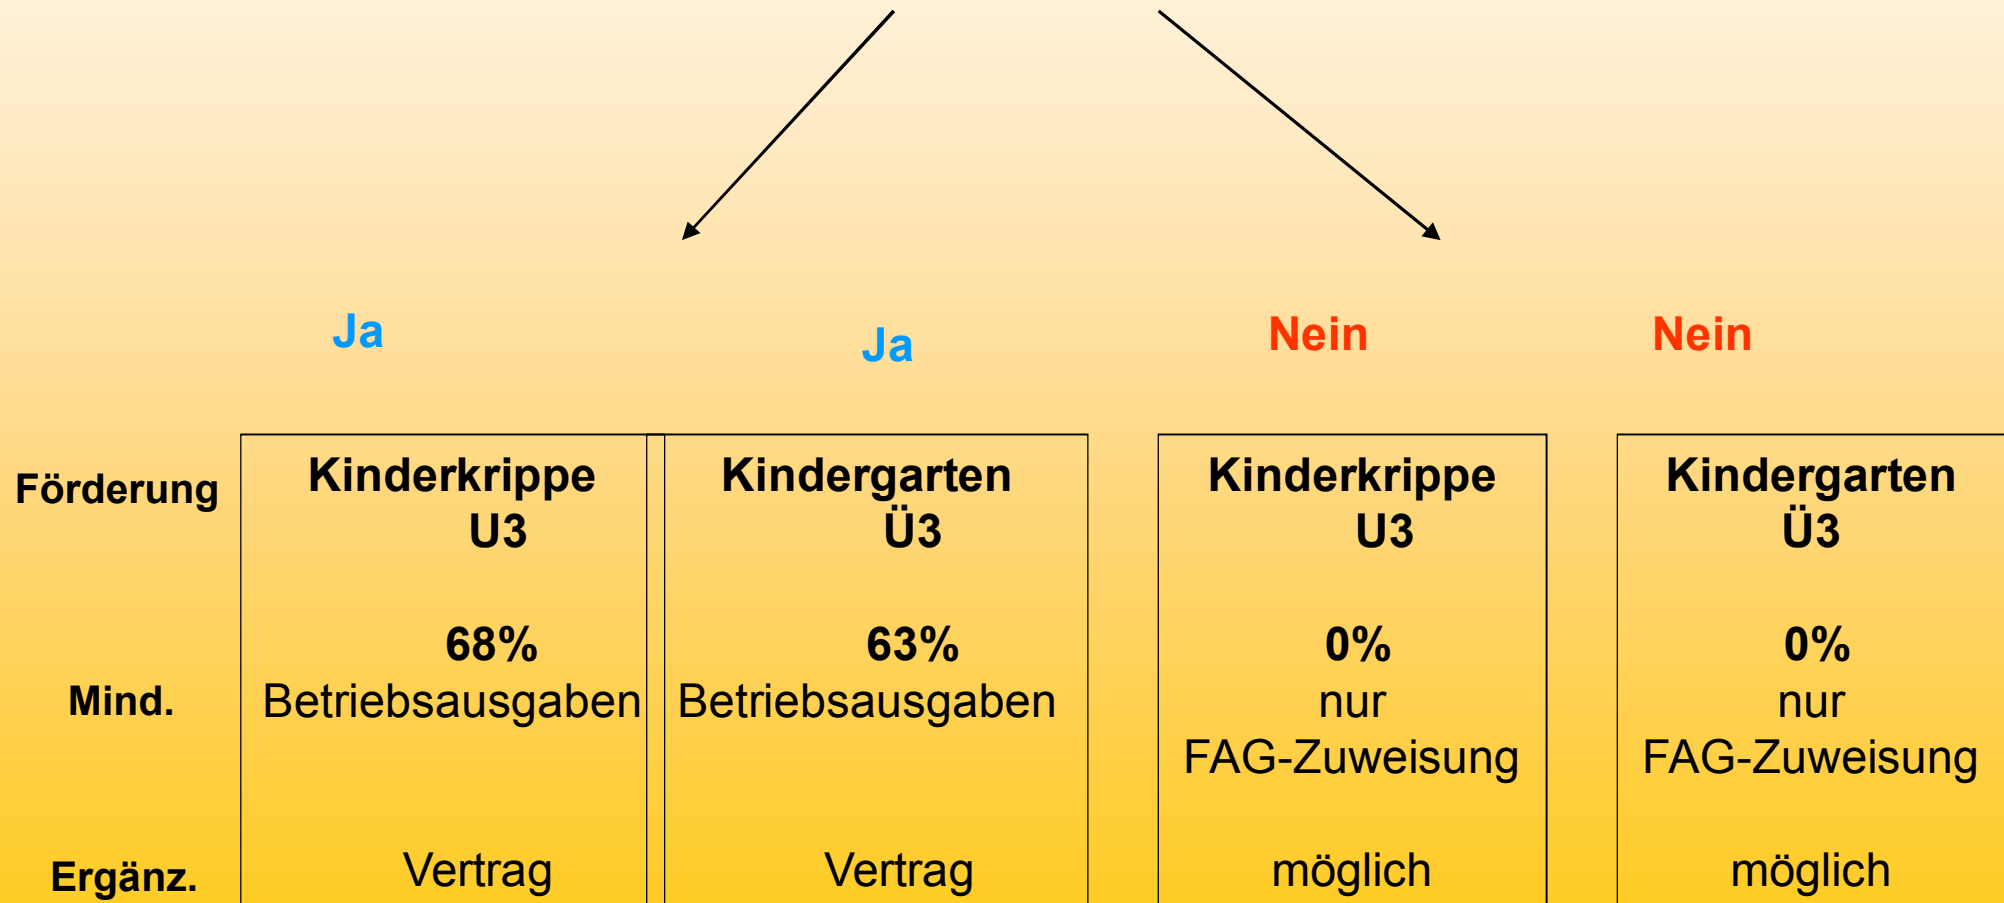 Ja
Ja
Nein
Nein
Förderung
Kinderkrippe
U3
Kindergarten
Ü3
Kinderkrippe
U3
Kindergarten
Ü3
Mind.
68%
Betriebsausgaben
63%
Betriebsausgaben
0%
nur
FAG-Zuweisung
0%
nur
FAG-Zuweisung
Ergänz.
Vertrag
Vertrag
möglich
möglich